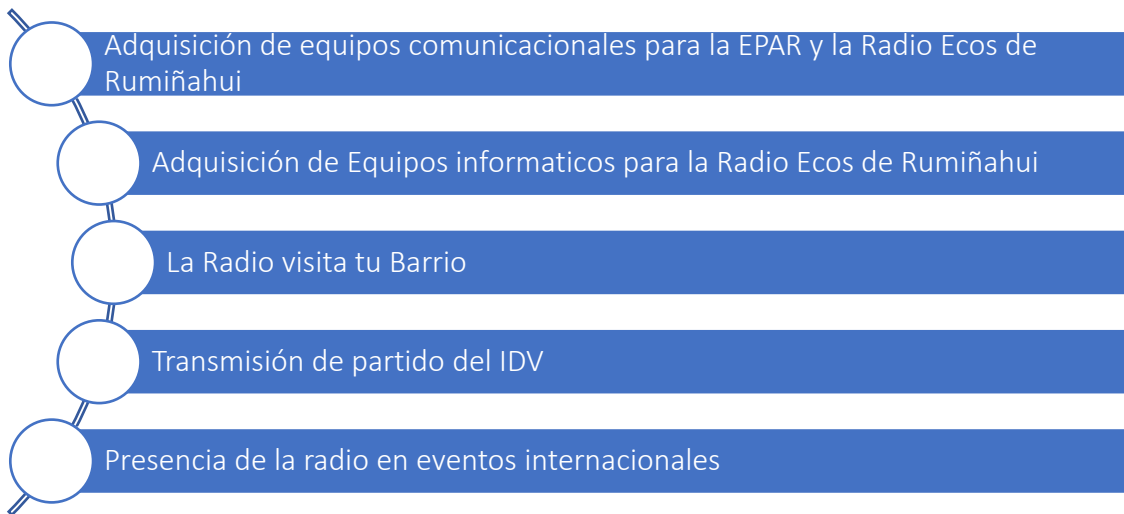 Adquisición de equipos comunicacionales para la EPAR y la Radio Ecos de
Rumiñahui
Adquisición de Equipos informaticos para la Radio Ecos de Rumiñahui
La Radio visita tu Barrio
Transmisión de partido del IDV
Presencia de la radio en eventos internacionales